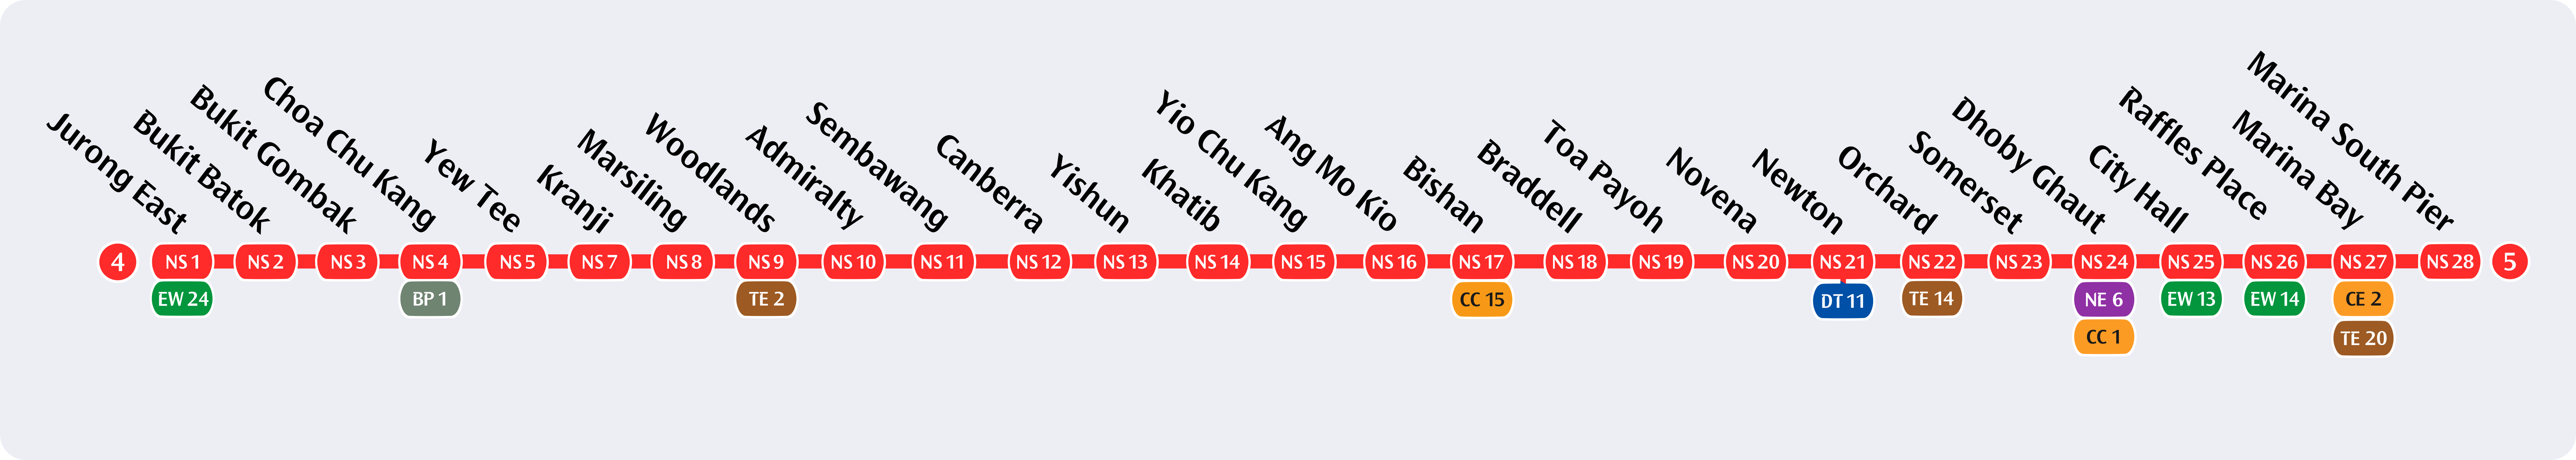 Jurong East
Bukit Batok
Bukit Gombak
Choa Chu Kang
Yew Tee
Kranji
Marsiling
Woodlands
Admiralty
Sembawang
Canberra
Yishun
Khatib
Yio Chu Kang
Ang Mo Kio
Bishan
Braddell
Toa Payoh
Novena
Newton
Orchard
Somerset
Dhoby Ghaut
City Hall
Raffles Place
Marina Bay
Marina South Pier
4 NS 1 NS 2 NS 3 NS 4 NS 5 NS 7 NS 8 NS 9 NS 10 NS 11 NS 12 NS 13 NS 14 NS 15 NS 16 NS 17 NS 18 NS 19 NS 20 NS 21 NS 22 NS 23 NS 24 NS 25 NS 26 NS 27 NS 28 5
EW 24 BP 1 TE 2 CC 15 DT 11 TE 14 NE 6 EW 13 EW 14 CE 2
CC 1 TE 20